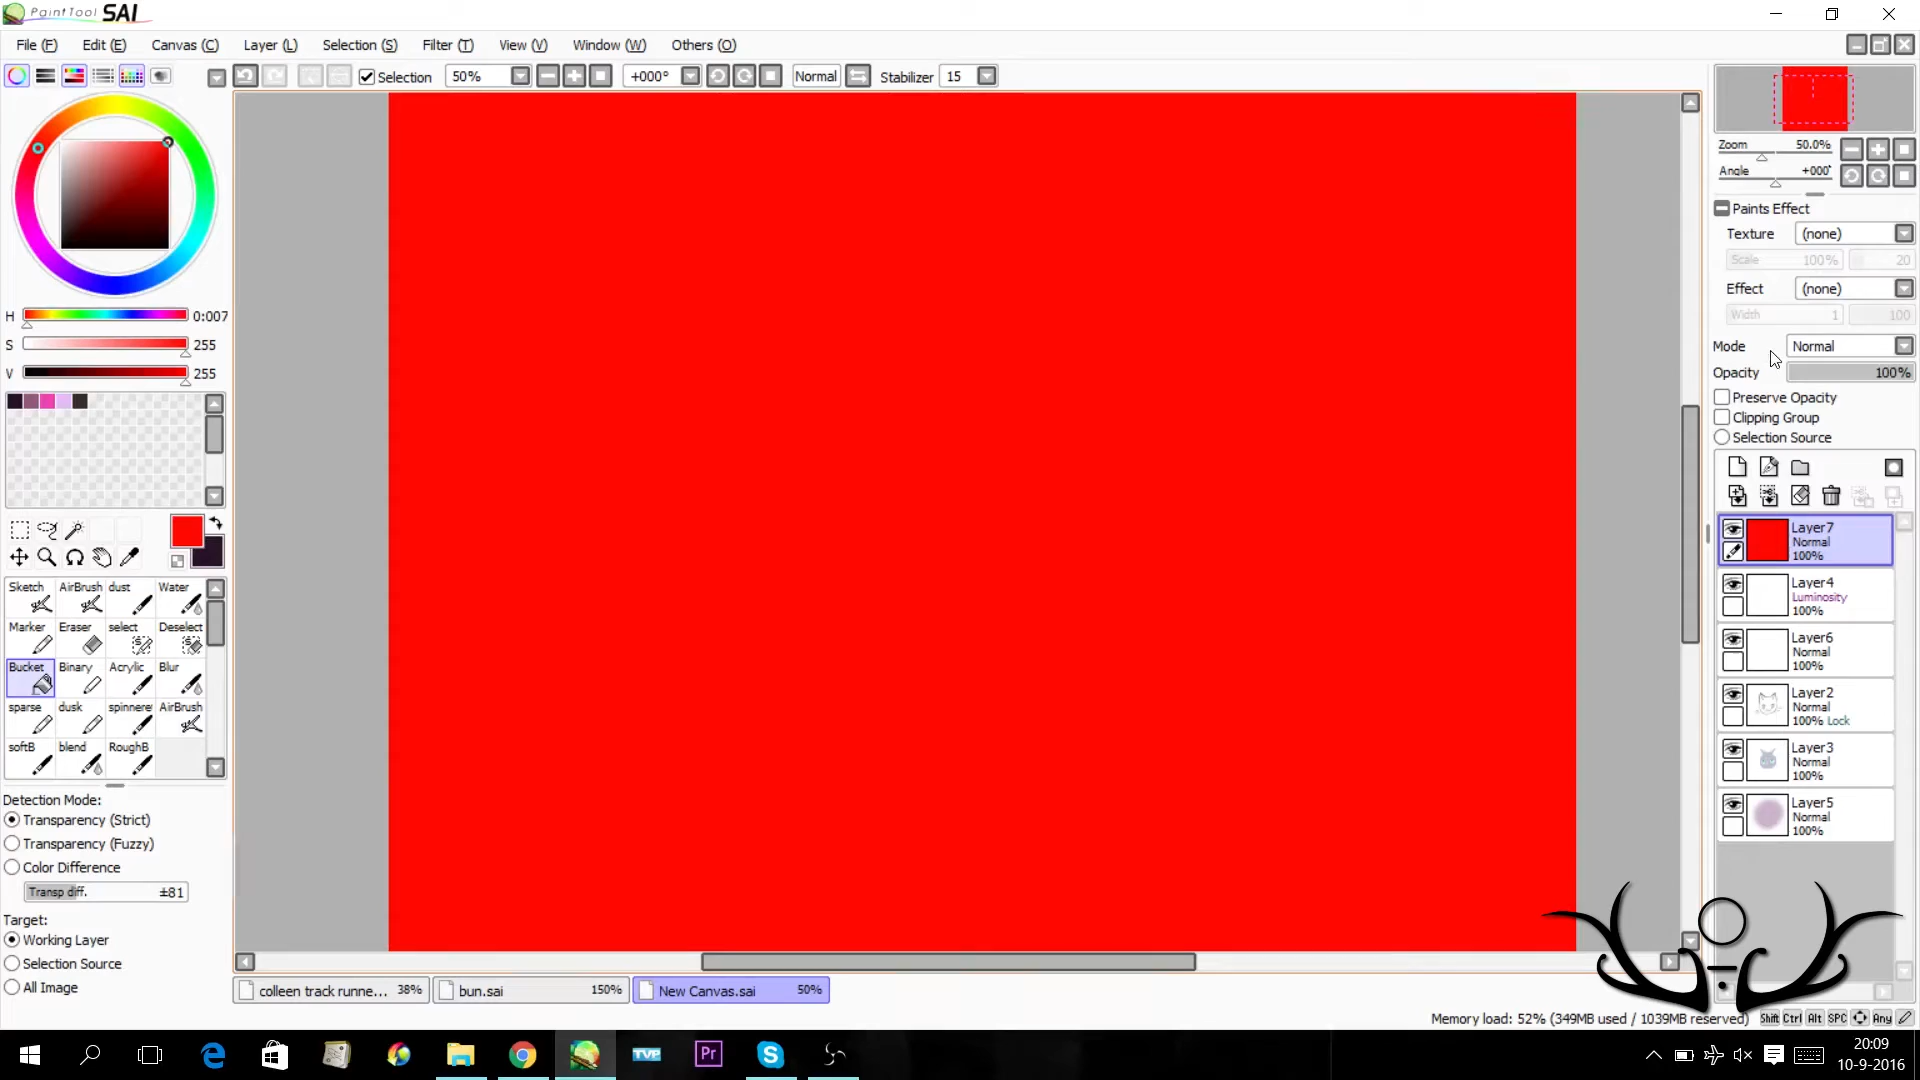 PaintTool SAI
File (F) Edit (E) Canvas (C) Layer (L) Selection (S) Filter (T) View (V) Window (W) Others (O)
Selection 50% +000° Normal Stabilizer 15
Zoom 50.0%
Angle +000°
Paints Effect
Texture (none)
Scale 100% 20
Effect (none)
Width 1 100
Mode Normal
Opacity 100%
Preserve Opacity
Clipping Group
Selection Source
H 0:007
S 255
V 255
Sketch AirBrush dust Water
Marker Eraser select Deselect
Bucket Binary Acrylic Blur
sparse dusk spinnere AirBrush
softB blend RoughB
Detection Mode:
Transparency (Strict)
Transparency (Fuzzy)
Color Difference
Transp diff. ±81
Target:
Working Layer
Selection Source
All Image
Layer7
Normal
100%
Layer4
Luminosity
100%
Layer6
Normal
100%
Layer2
Normal
100% Lock
Layer3
Normal
100%
Layer5
Normal
100%
colleen track runne... 38% bun.sai 150% New Canvas.sai 50%
Memory load: 52% (349MB used / 1039MB reserved) Shift Ctrl Alt SPC Any
TVP Pr
20:09
10-9-2016